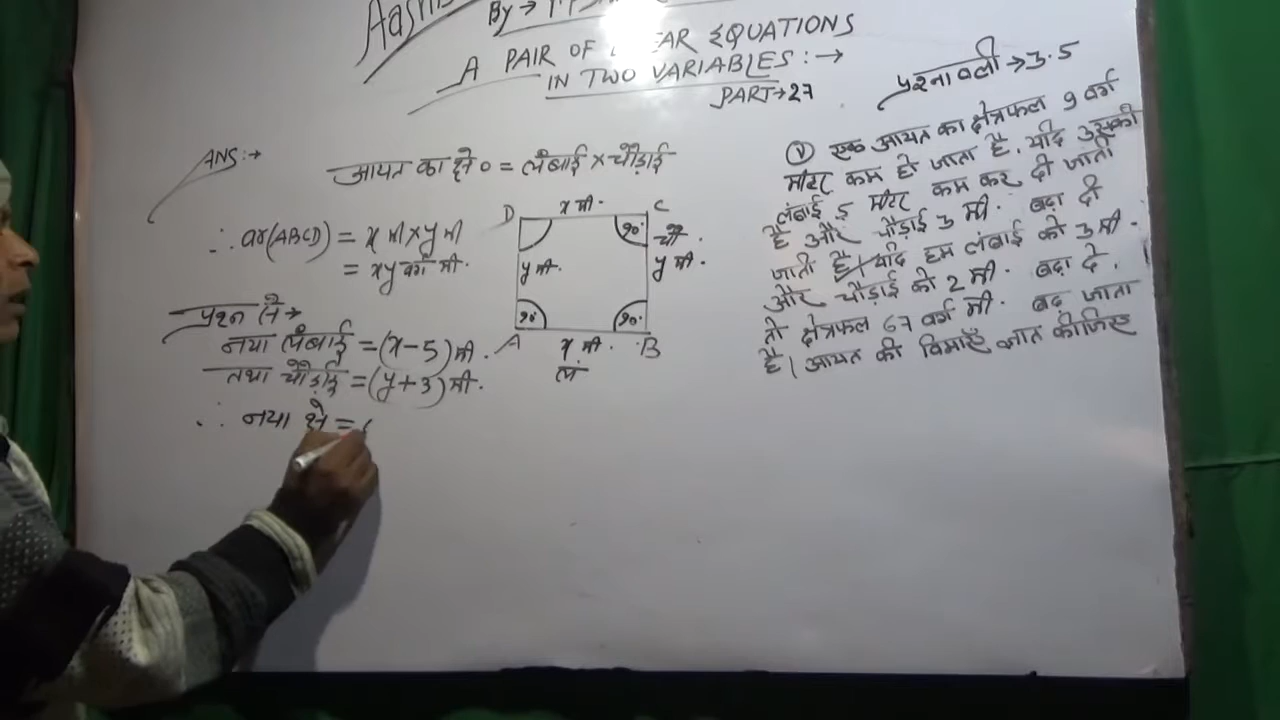 By →
A PAIR OF LINEAR EQUATIONS
IN TWO VARIABLES :→
PART→27
प्रश्नावली → 3.5
(V) एक आयत का क्षेत्रफल 9 वर्ग
मीटर कम हो जाता है, यदि उसकी
लंबाई 5 मीटर कम कर दी जाती
है और चौड़ाई 3 मी. बढ़ा दी
जाती है। यदि हम लंबाई को 3 मी.
और चौड़ाई को 2 मी. बढ़ा दे,
तो क्षेत्रफल 67 वर्ग मी. बढ़ जाता
है। आयत की विमाएँ ज्ञात कीजिए
ANS:→
आयत का क्षे० = लंबाई × चौड़ाई
∴ ar(ABCD) = x मी × y मी
= xy वर्ग मी.
D x मी. C
90°
चौ.
y मी. y मी.
90° 90°
A x मी. B
लं
प्रश्न से →
नया लंबाई = (x-5) मी.
तथा चौड़ाई = (y+3) मी.
∴ नया क्षे = (